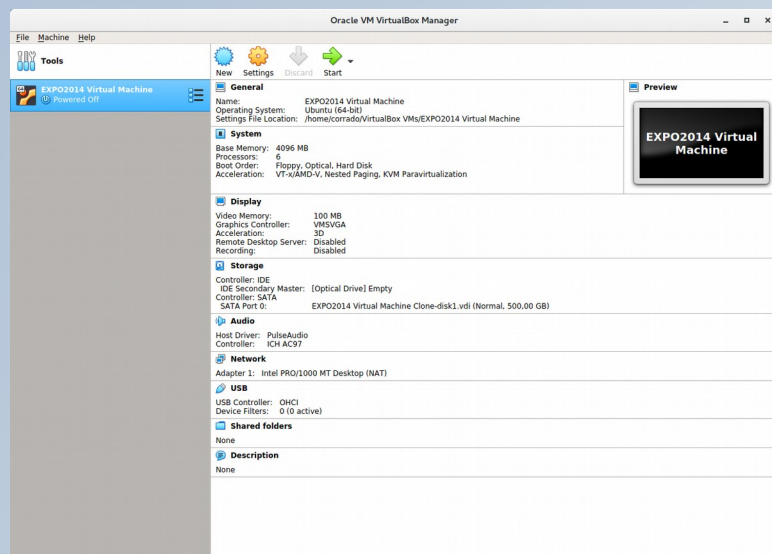 Oracle VM VirtualBox Manager
File Machine Help
Tools
New Settings Discard Start
EXPO2014 Virtual Machine
Powered Off
General
Name: EXPO2014 Virtual Machine
Operating System: Ubuntu (64-bit)
Settings File Location: /home/corrado/VirtualBox VMs/EXPO2014 Virtual Machine
System
Base Memory: 4096 MB
Processors: 6
Boot Order: Floppy, Optical, Hard Disk
Acceleration: VT-x/AMD-V, Nested Paging, KVM Paravirtualization
Preview
EXPO2014 Virtual
Machine
Display
Video Memory: 100 MB
Graphics Controller: VMSVGA
Acceleration: 3D
Remote Desktop Server: Disabled
Recording: Disabled
Storage
Controller: IDE
IDE Secondary Master: [Optical Drive] Empty
Controller: SATA
SATA Port 0: EXPO2014 Virtual Machine Clone-disk1.vdi (Normal, 500,00 GB)
Audio
Host Driver: PulseAudio
Controller: ICH AC97
Network
Adapter 1: Intel PRO/1000 MT Desktop (NAT)
USB
USB Controller: OHCI
Device Filters: 0 (0 active)
Shared folders
None
Description
None